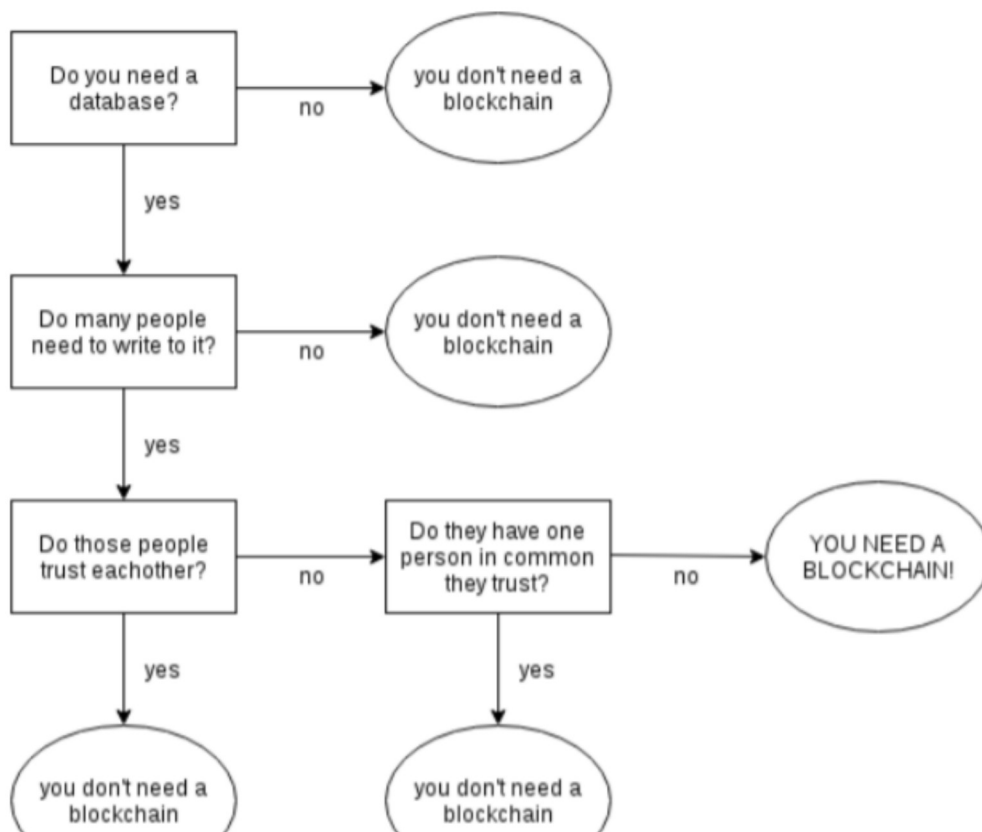 Do you need a
database?
no
you don't need a
blockchain
yes
Do many people
need to write to it?
no
you don't need a
blockchain
yes
Do those people
trust eachother?
no
Do they have one
person in common
they trust?
no
YOU NEED A
BLOCKCHAIN!
yes
yes
you don't need a
blockchain
you don't need a
blockchain